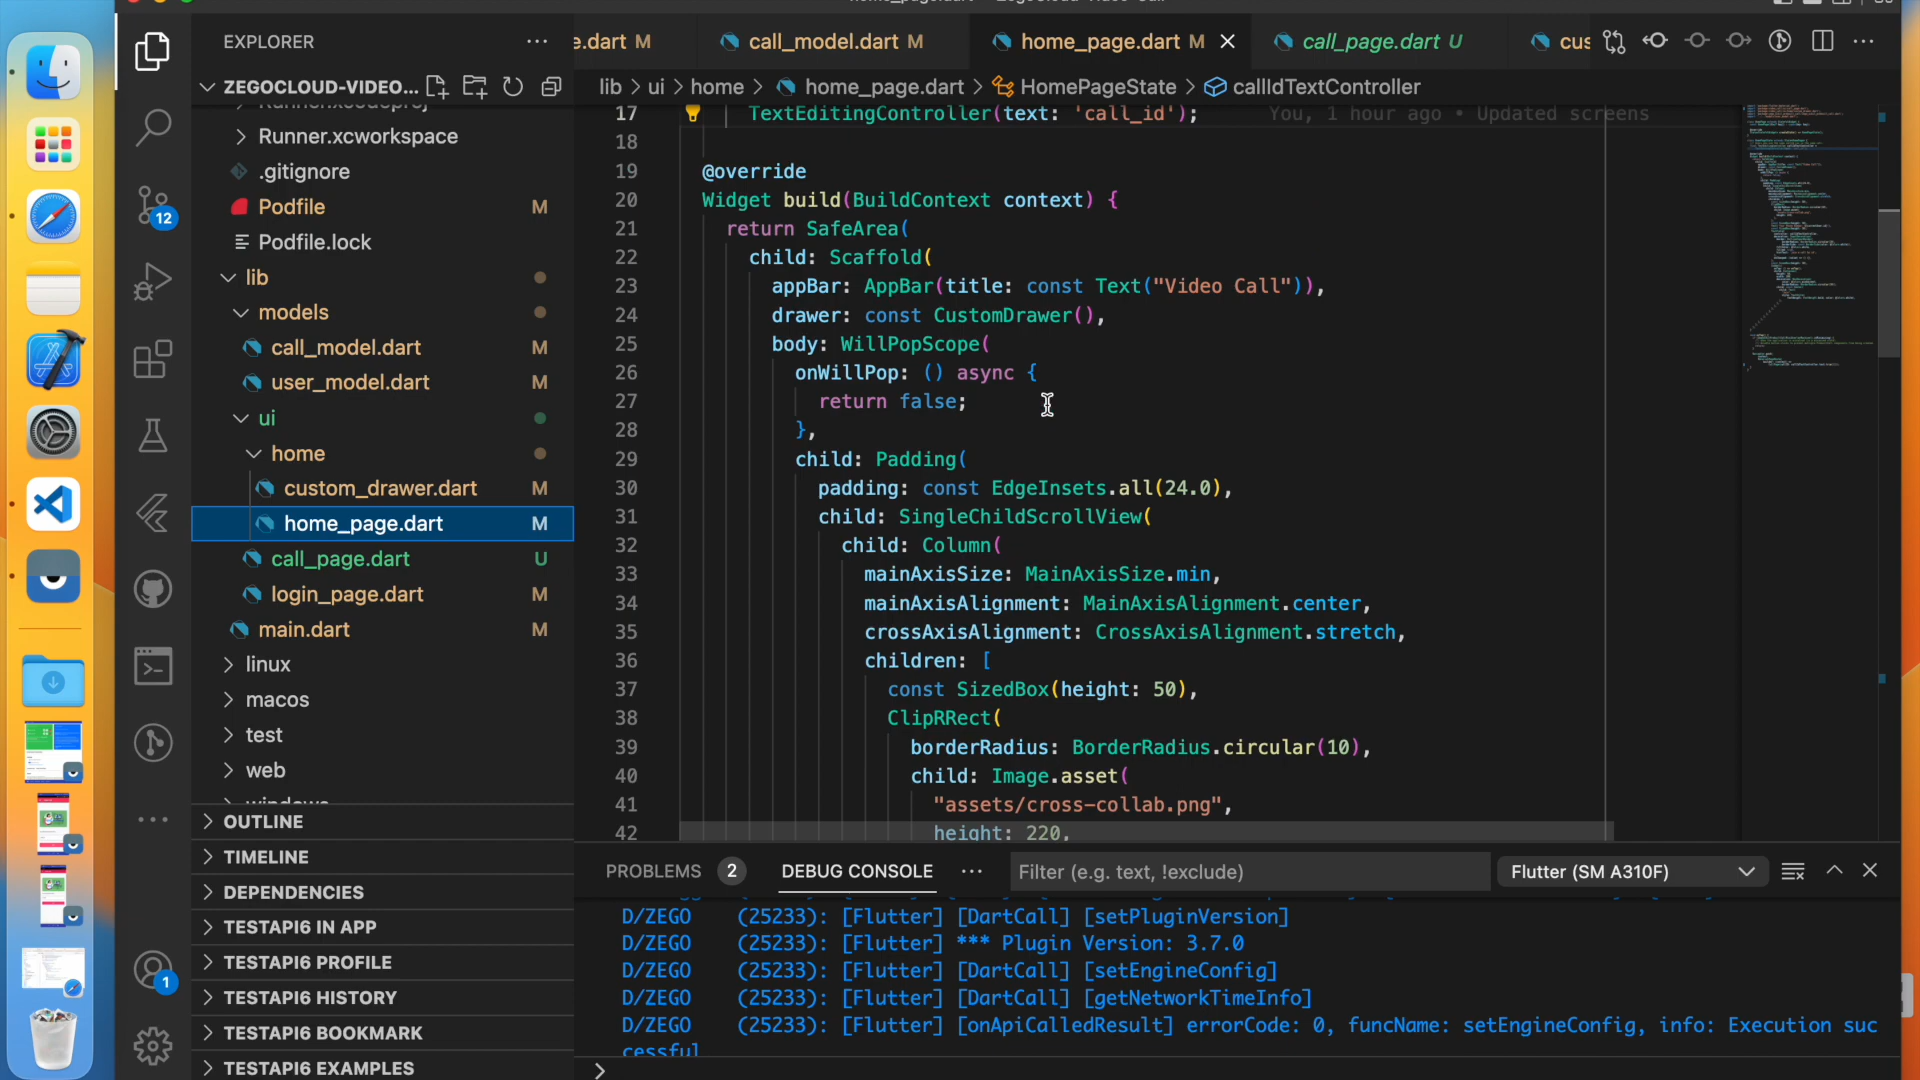 EXPLORER
ZEGOCLOUD-VIDEO...
Runner.xcodeproj
Runner.xcworkspace
.gitignore
Podfile M
Podfile.lock
lib
models
call_model.dart M
user_model.dart M
ui
home
custom_drawer.dart M
home_page.dart M
call_page.dart U
login_page.dart M
main.dart M
linux
macos
test
web
windows
OUTLINE
TIMELINE
DEPENDENCIES
TESTAPI6 IN APP
TESTAPI6 PROFILE
TESTAPI6 HISTORY
TESTAPI6 BOOKMARK
TESTAPI6 EXAMPLES
12
1
e.dart M
call_model.dart M
home_page.dart M
call_page.dart U
cus
lib > ui > home > home_page.dart > HomePageState > callIdTextController
17 TextEditingController(text: 'call_id'); You, 1 hour ago • Updated screens
18
19 @override
20 Widget build(BuildContext context) {
21 return SafeArea(
22 child: Scaffold(
23 appBar: AppBar(title: const Text("Video Call")),
24 drawer: const CustomDrawer(),
25 body: WillPopScope(
26 onWillPop: () async {
27 return false;
28 },
29 child: Padding(
30 padding: const EdgeInsets.all(24.0),
31 child: SingleChildScrollView(
32 child: Column(
33 mainAxisSize: MainAxisSize.min,
34 mainAxisAlignment: MainAxisAlignment.center,
35 crossAxisAlignment: CrossAxisAlignment.stretch,
36 children: [
37 const SizedBox(height: 50),
38 ClipRRect(
39 borderRadius: BorderRadius.circular(10),
40 child: Image.asset(
41 "assets/cross-collab.png",
42 height: 220,
PROBLEMS 2 DEBUG CONSOLE Filter (e.g. text, !exclude) Flutter (SM A310F)
D/ZEGO (25233): [Flutter] [DartCall] [setPluginVersion]
D/ZEGO (25233): [Flutter] *** Plugin Version: 3.7.0
D/ZEGO (25233): [Flutter] [DartCall] [setEngineConfig]
D/ZEGO (25233): [Flutter] [DartCall] [getNetworkTimeInfo]
D/ZEGO (25233): [Flutter] [onApiCalledResult] errorCode: 0, funcName: setEngineConfig, info: Execution suc
cessful